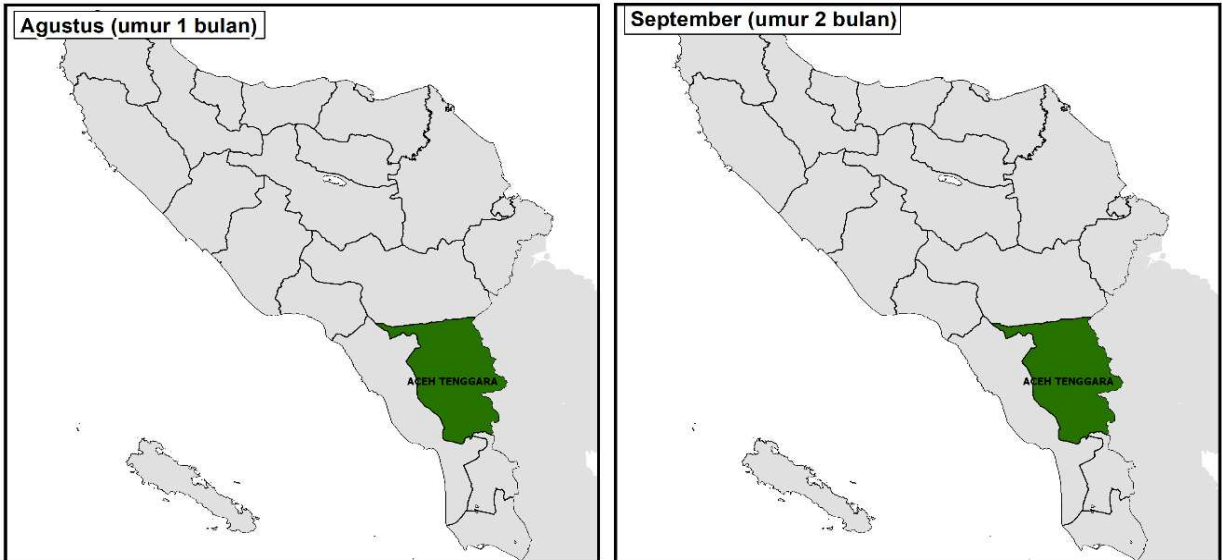 Agustus (umur 1 bulan)
September (umur 2 bulan)
ACEH TENGGARA
ACEH TENGGARA